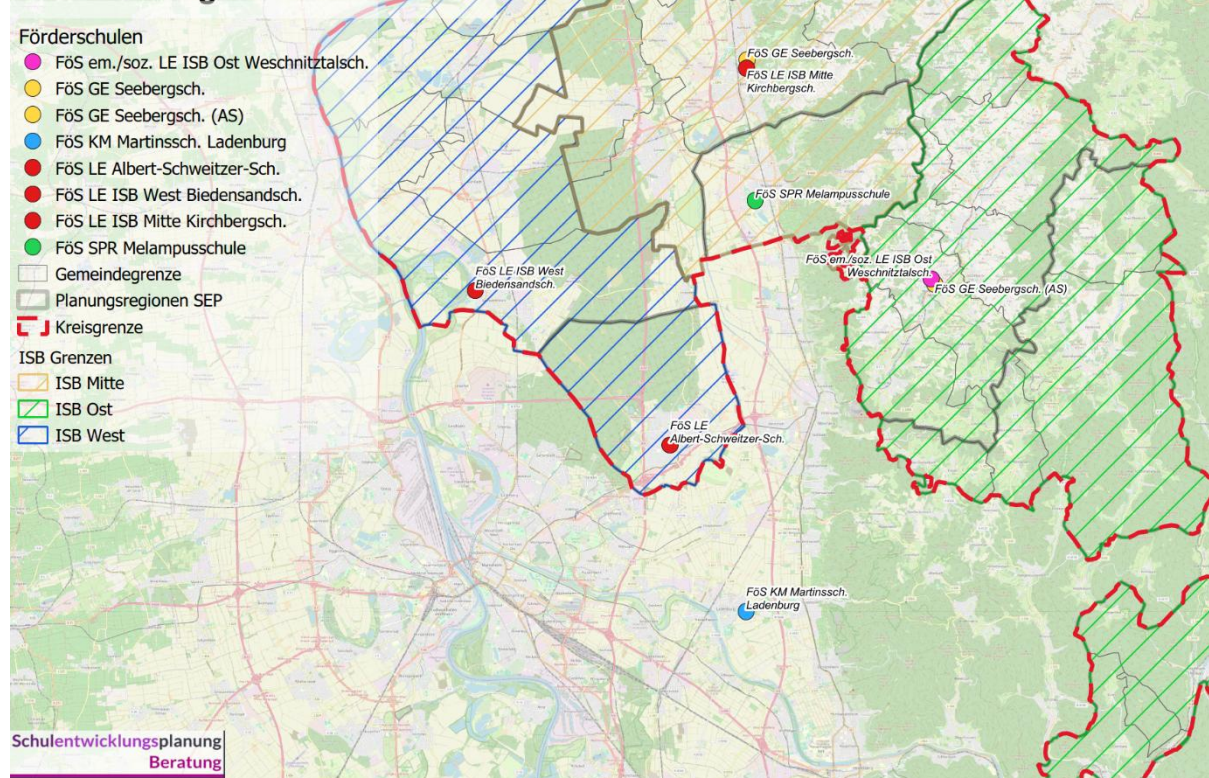 Förderschulen
FöS em./soz. LE ISB Ost Weschnitztalsch.
FöS GE Seebergsch.
FöS GE Seebergsch. (AS)
FöS KM Martinssch. Ladenburg
FöS LE Albert-Schweitzer-Sch.
FöS LE ISB West Biedensandsch.
FöS LE ISB Mitte Kirchbergsch.
FöS SPR Melampusschule
Gemeindegrenze
Planungsregionen SEP
Kreisgrenze
ISB Grenzen
ISB Mitte
ISB Ost
ISB West
FöS GE Seebergsch.
FöS LE ISB Mitte
Kirchbergsch.
FöS SPR Melampusschule
FöS em./soz. LE ISB Ost
Weschnitztalsch.
FöS GE Seebergsch. (AS)
FöS LE ISB West
Biedensandsch.
FöS LE
Albert-Schweitzer-Sch.
FöS KM Martinssch.
Ladenburg
Schulentwicklungsplanung
Beratung